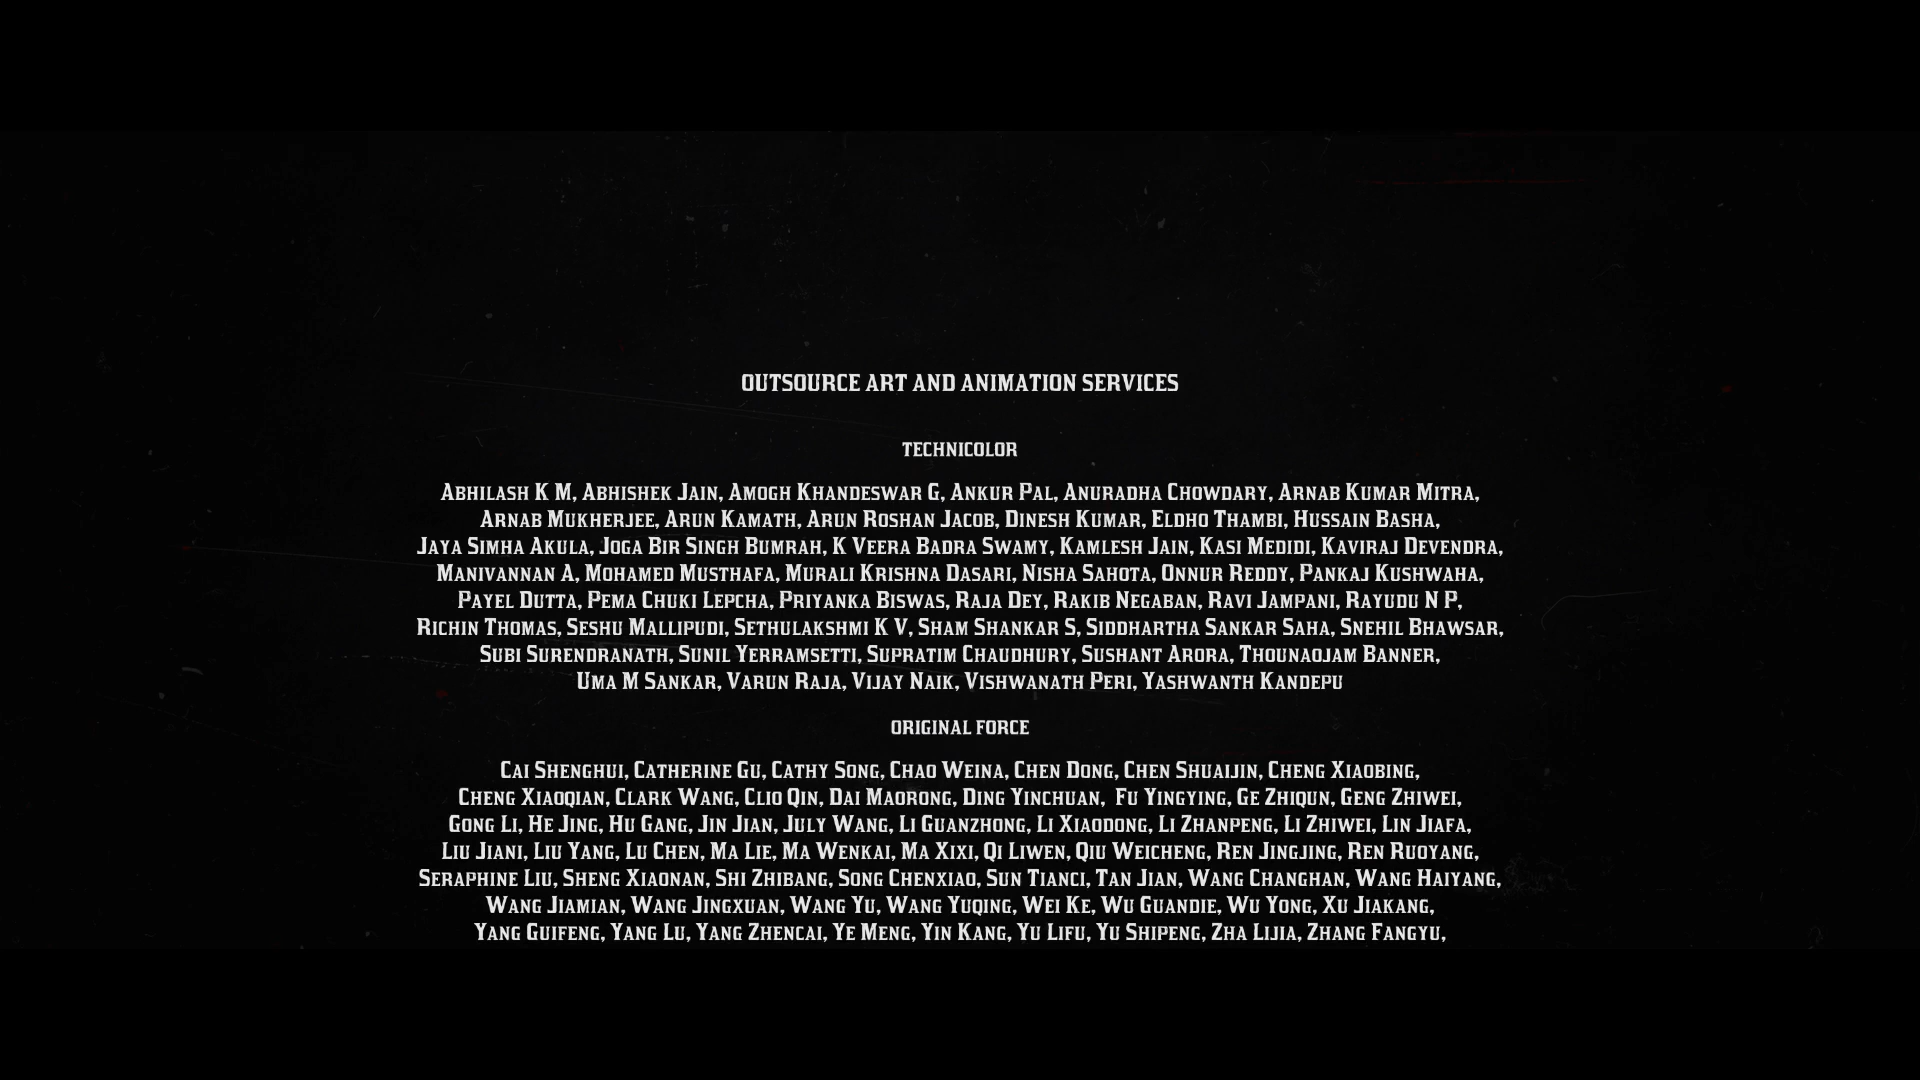 OUTSOURCE ART AND ANIMATION SERVICES
TECHNICOLOR
Abhilash K M, Abhishek Jain, Amogh Khandeswar G, Ankur Pal, Anuradha Chowdary, Arnab Kumar Mitra,
Arnab Mukherjee, Arun Kamath, Arun Roshan Jacob, Dinesh Kumar, Eldho Thambi, Hussain Basha,
Jaya Simha Akula, Joga Bir Singh Bumrah, K Veera Badra Swamy, Kamlesh Jain, Kasi Medidi, Kaviraj Devendra,
Manivannan A, Mohamed Musthafa, Murali Krishna Dasari, Nisha Sahota, Onnur Reddy, Pankaj Kushwaha,
Payel Dutta, Pema Chuki Lepcha, Priyanka Biswas, Raja Dey, Rakib Negaban, Ravi Jampani, Rayudu N P,
Richin Thomas, Seshu Mallipudi, Sethulakshmi K V, Sham Shankar S, Siddhartha Sankar Saha, Snehil Bhawsar,
Subi Surendranath, Sunil Yerramsetti, Supratim Chaudhury, Sushant Arora, Thounaojam Banner,
Uma M Sankar, Varun Raja, Vijay Naik, Vishwanath Peri, Yashwanth Kandepu
ORIGINAL FORCE
Cai Shenghui, Catherine Gu, Cathy Song, Chao Weina, Chen Dong, Chen Shuaijin, Cheng Xiaobing,
Cheng Xiaoqian, Clark Wang, Clio Qin, Dai Maorong, Ding Yinchuan, Fu Yingying, Ge Zhiqun, Geng Zhiwei,
Gong Li, He Jing, Hu Gang, Jin Jian, July Wang, Li Guanzhong, Li Xiaodong, Li Zhanpeng, Li Zhiwei, Lin Jiafa,
Liu Jiani, Liu Yang, Lu Chen, Ma Lie, Ma Wenkai, Ma Xixi, Qi Liwen, Qiu Weicheng, Ren Jingjing, Ren Ruoyang,
Seraphine Liu, Sheng Xiaonan, Shi Zhibang, Song Chenxiao, Sun Tianci, Tan Jian, Wang Changhan, Wang Haiyang,
Wang Jiamian, Wang Jingxuan, Wang Yu, Wang Yuqing, Wei Ke, Wu Guandie, Wu Yong, Xu Jiakang,
Yang Guifeng, Yang Lu, Yang Zhencai, Ye Meng, Yin Kang, Yu Lifu, Yu Shipeng, Zha Lijia, Zhang Fangyu,